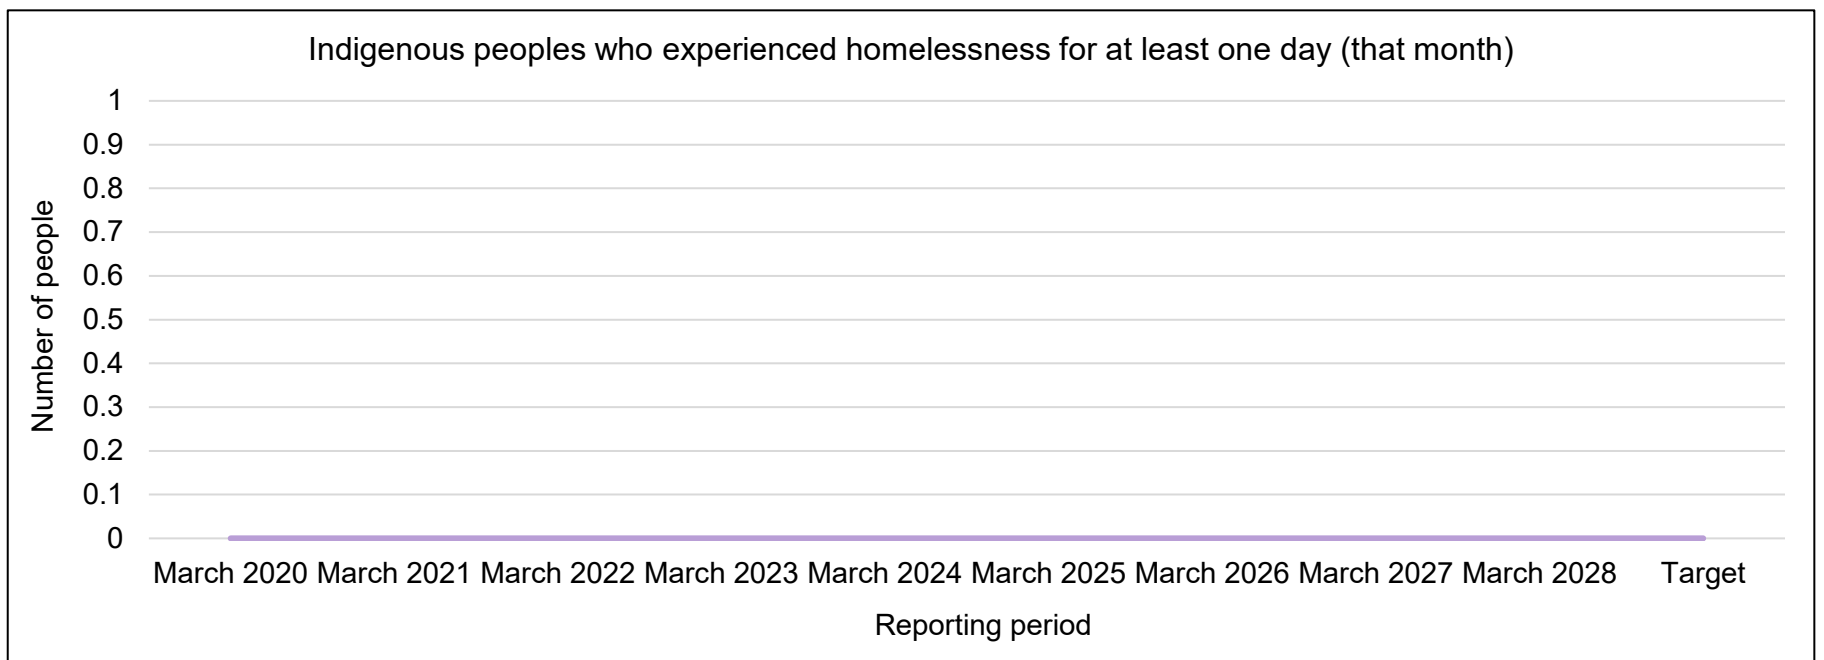 Indigenous peoples who experienced homelessness for at least one day (that month)
Number of people
1
0.9
0.8
0.7
0.6
0.5
0.4
0.3
0.2
0.1
0
March 2020 March 2021 March 2022 March 2023 March 2024 March 2025 March 2026 March 2027 March 2028 Target
Reporting period